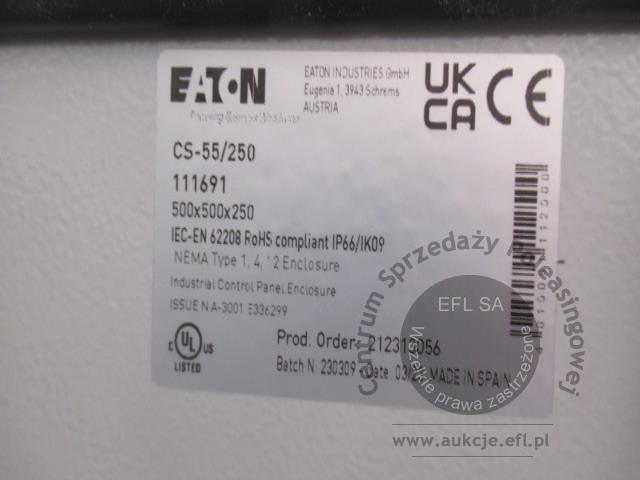 EATON
EATON INDUSTRIES GmbH
Eugenia 1, 3943 Schrems
AUSTRIA
UK
CA CE
CS-55/250
111691
500x500x250
IEC-EN 62208 RoHS compliant IP66/IK09
NEMA Type 1, 4, 12 Enclosure
Industrial Control Panel Enclosure
ISSUE N.A-3001 E336299
C UL US
LISTED
Prod. Order:
Batch N. 230309 Date: MADE IN SPAIN
Centrum Sprzedaży Poleasingowej
EFL SA
Wszelkie prawa zastrzeżone
www.aukcje.efl.pl